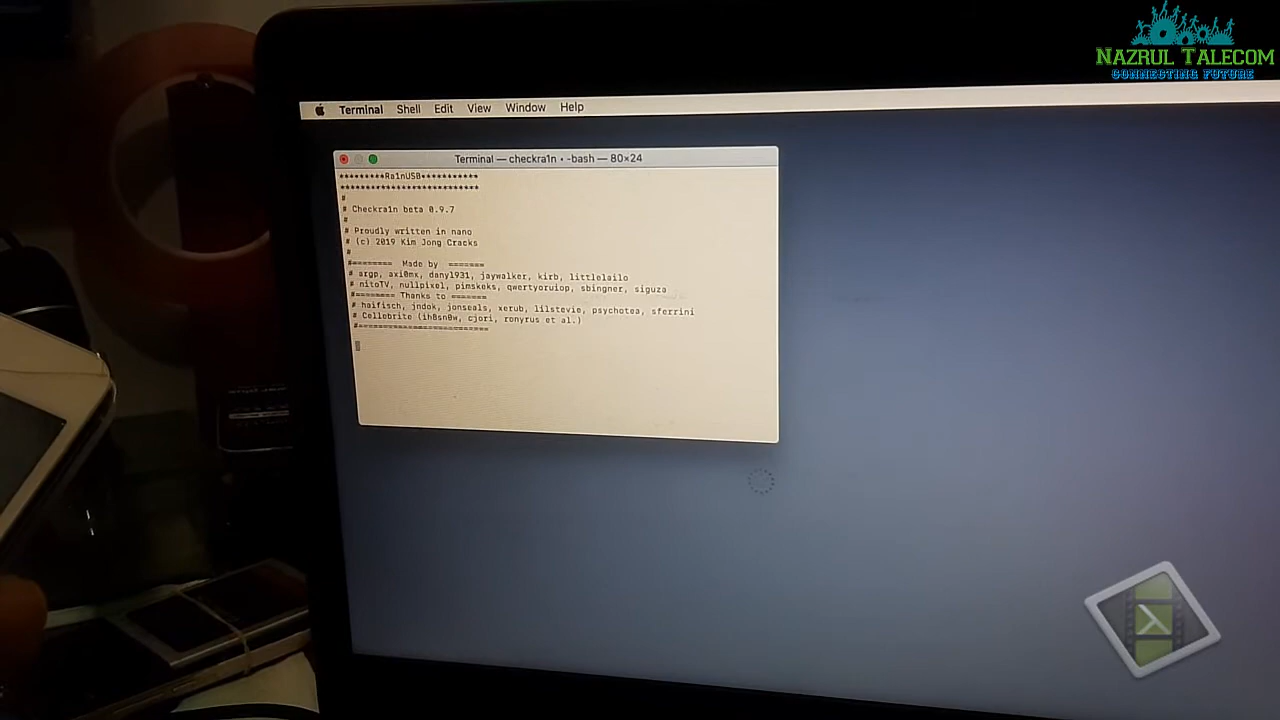 NAZRUL TALECOM
CONNECTING FUTURE
Terminal Shell Edit View Window Help
Terminal — checkra1n • -bash — 80×24
*********Ra1nUSB***********
***************************
#
# Checkra1n beta 0.9.7
#
# Proudly written in nano
# (c) 2019 Kim Jong Cracks
#
#======== Made by =======
# argp, axi0mx, danyl931, jaywalker, kirb, littlelailo
# nitoTV, nullpixel, pimskeks, qwertyoruiop, sbingner, siguza
#======== Thanks to =======
# haifisch, jndok, jonseals, xerub, lilstevie, psychotea, sferrini
# Cellebrite (ih8sn0w, cjori, ronyrus et al.)
#===========================